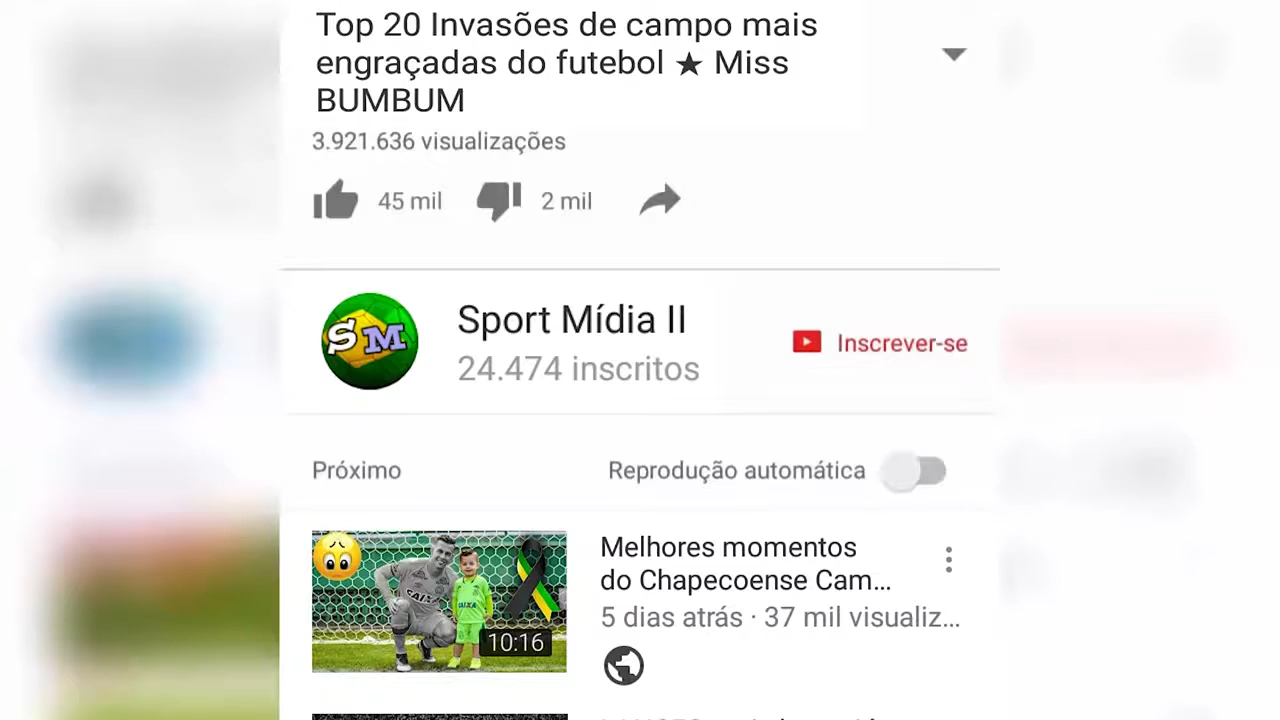 Top 20 Invasões de campo mais
engraçadas do futebol ★ Miss
BUMBUM
3.921.636 visualizações
45 mil
2 mil
SM
Sport Mídia II
24.474 inscritos
Inscrever-se
Próximo
Reprodução automática
CAIXA
CAIXA
10:16
Melhores momentos
do Chapecoense Cam...
5 dias atrás · 37 mil visualiz...